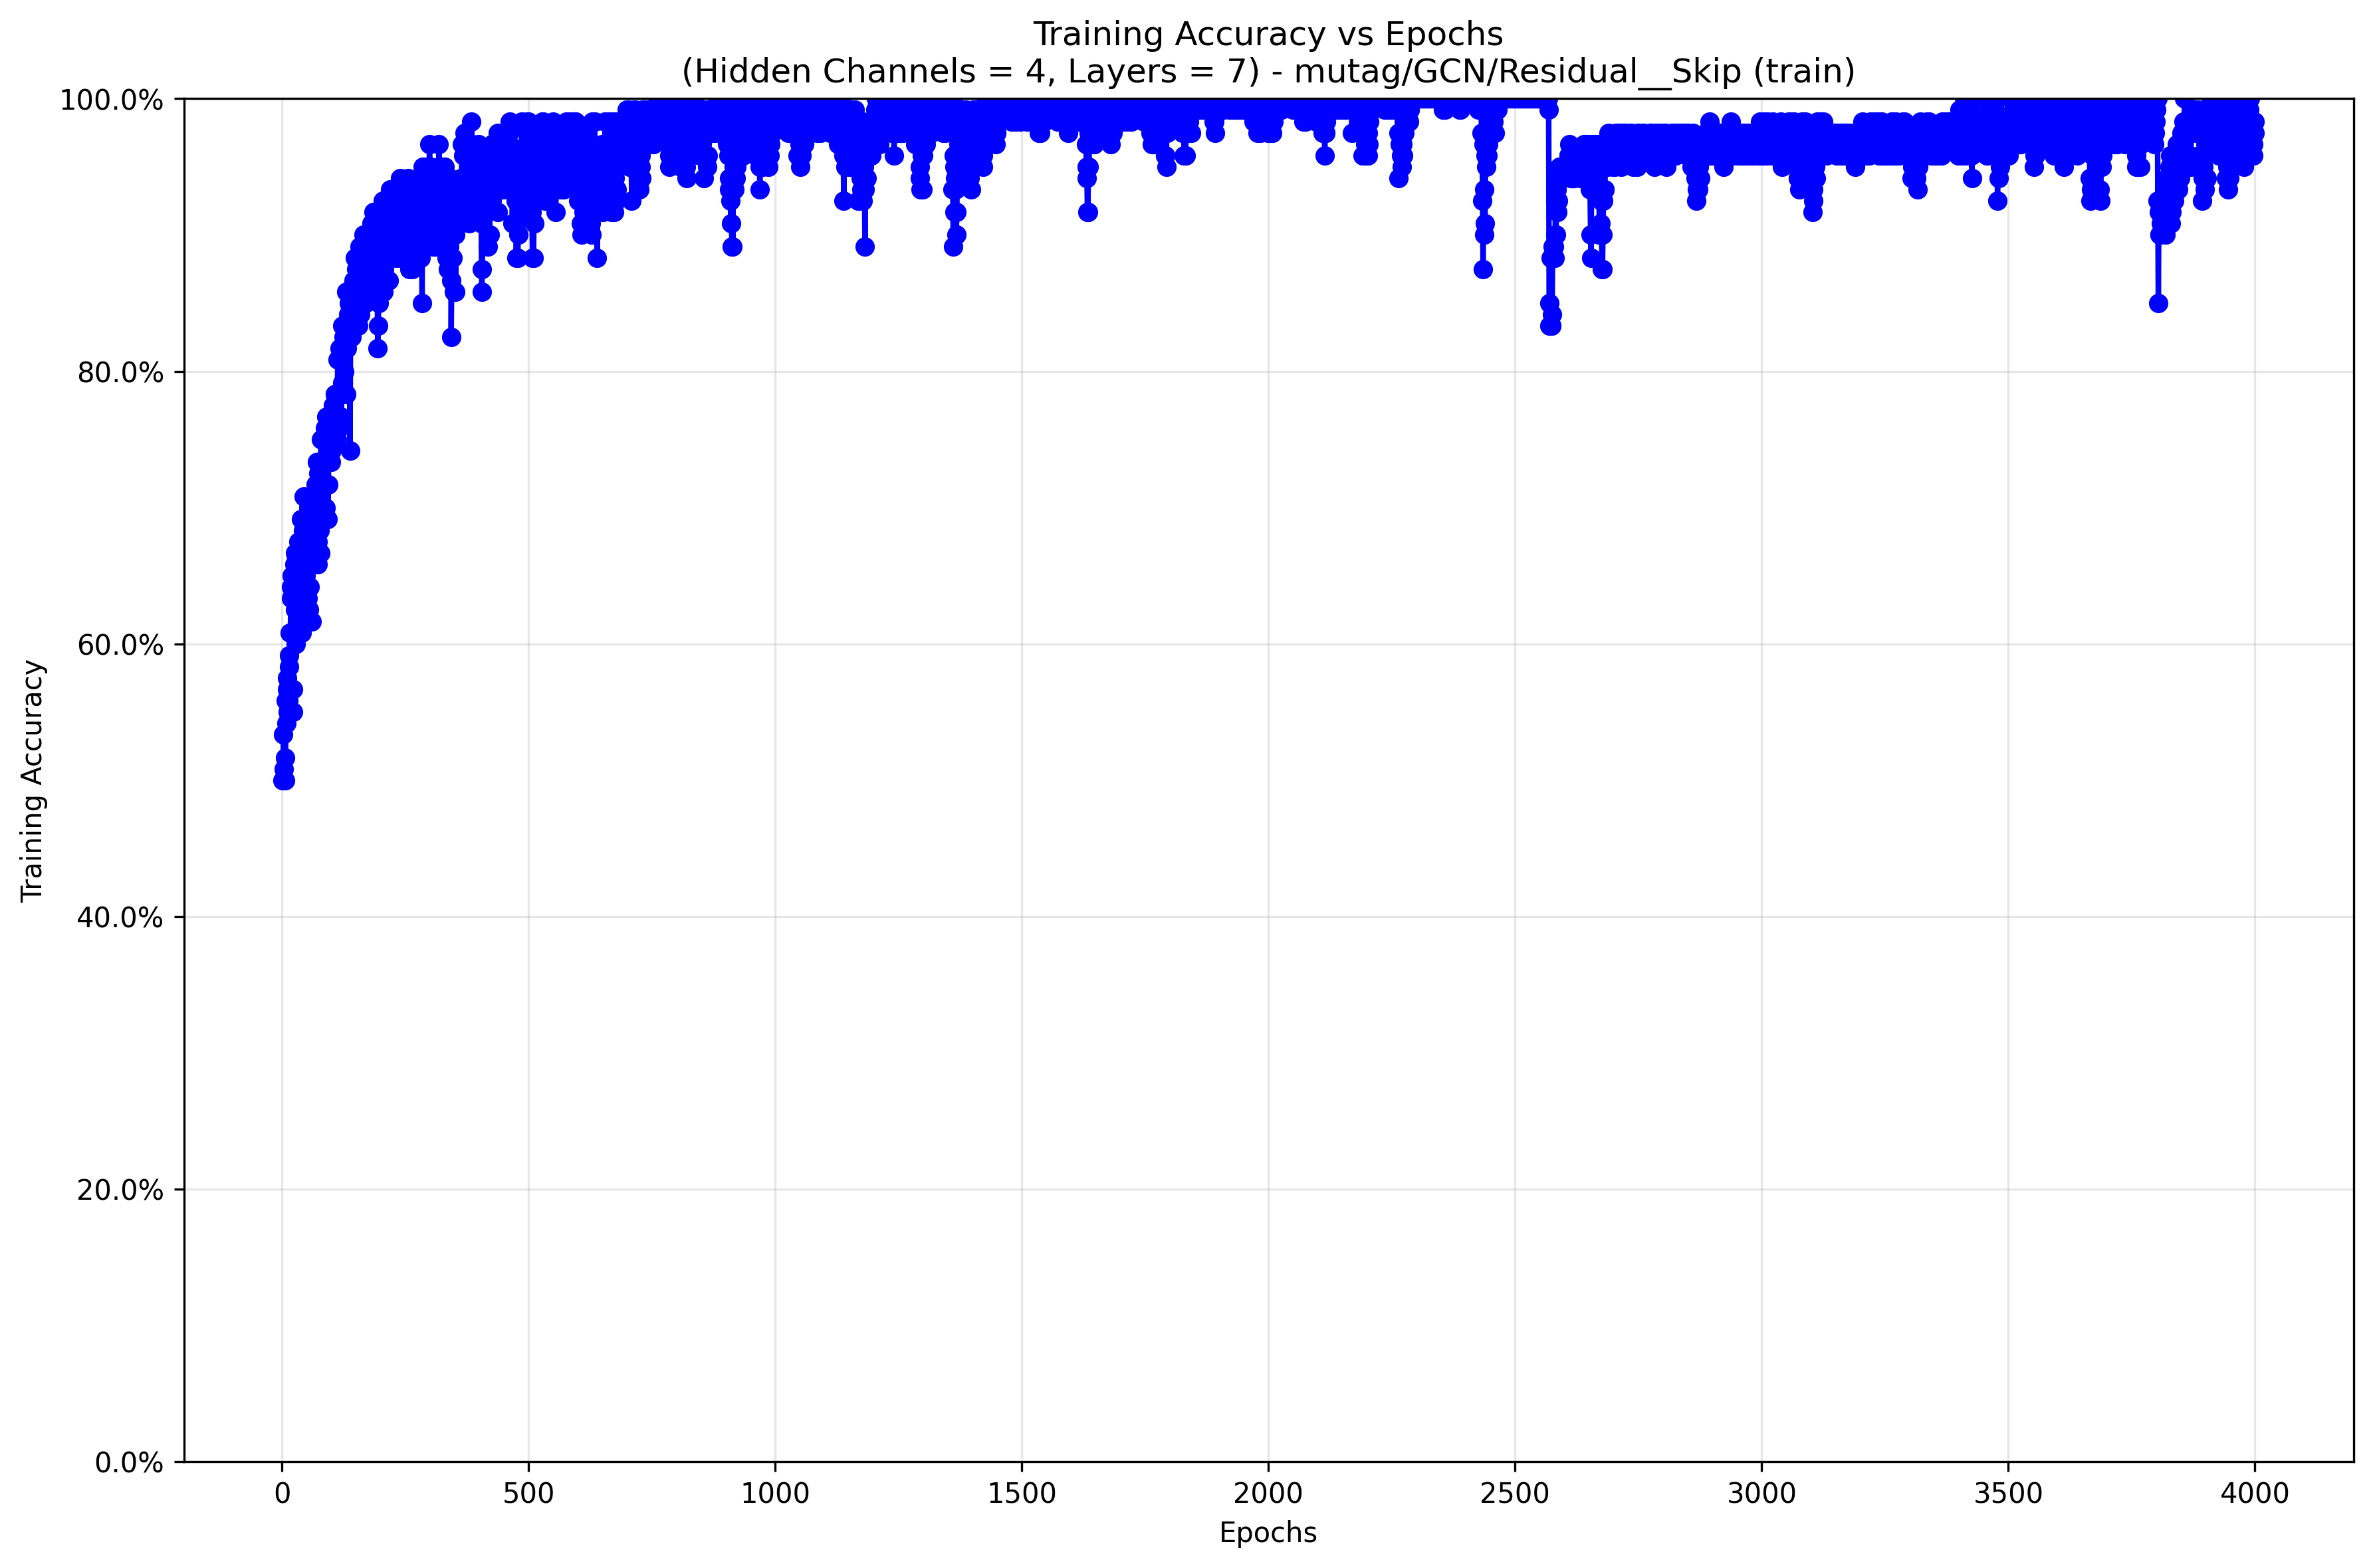 Training Accuracy vs Epochs
(Hidden Channels = 4, Layers = 7) - mutag/GCN/Residual__Skip (train)
100.0%
80.0%
60.0%
40.0%
20.0%
0.0%
Training Accuracy
0 500 1000 1500 2000 2500 3000 3500 4000
Epochs